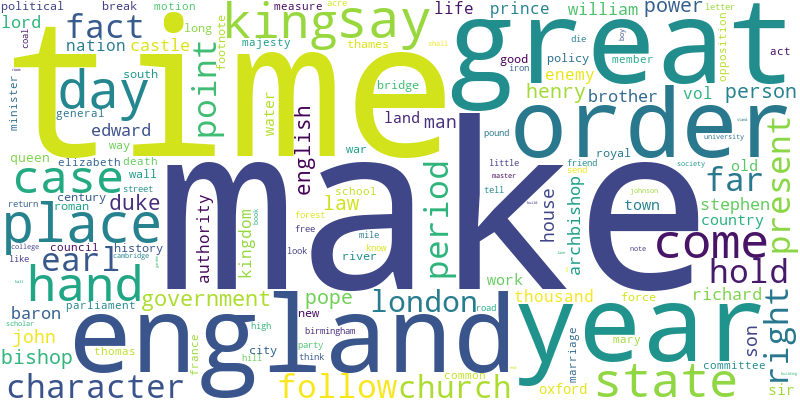 political break motion measure acre life prince william power letter
lord coal fact footnote long king say majesty thames shall great boy die iron opposition
nation castle time point bridge good policy member act
minister south day water enemy henry brother vol person
general edward way land man order royal
queen elizabeth death english war pound university stand
case wall street law school little friend society far old present
century duke authority period master tell send johnson stephen
return roman make archbishop house town country
place council history kingdom book forest free mile know river look
college like cambridge earl note come hold
hand government pope london work thousand force richard right
baron parliament new road son
john england high birmingham year mary
bishop scholar thomas france city hill party think common marriage committee
character follow church oxford state sir building